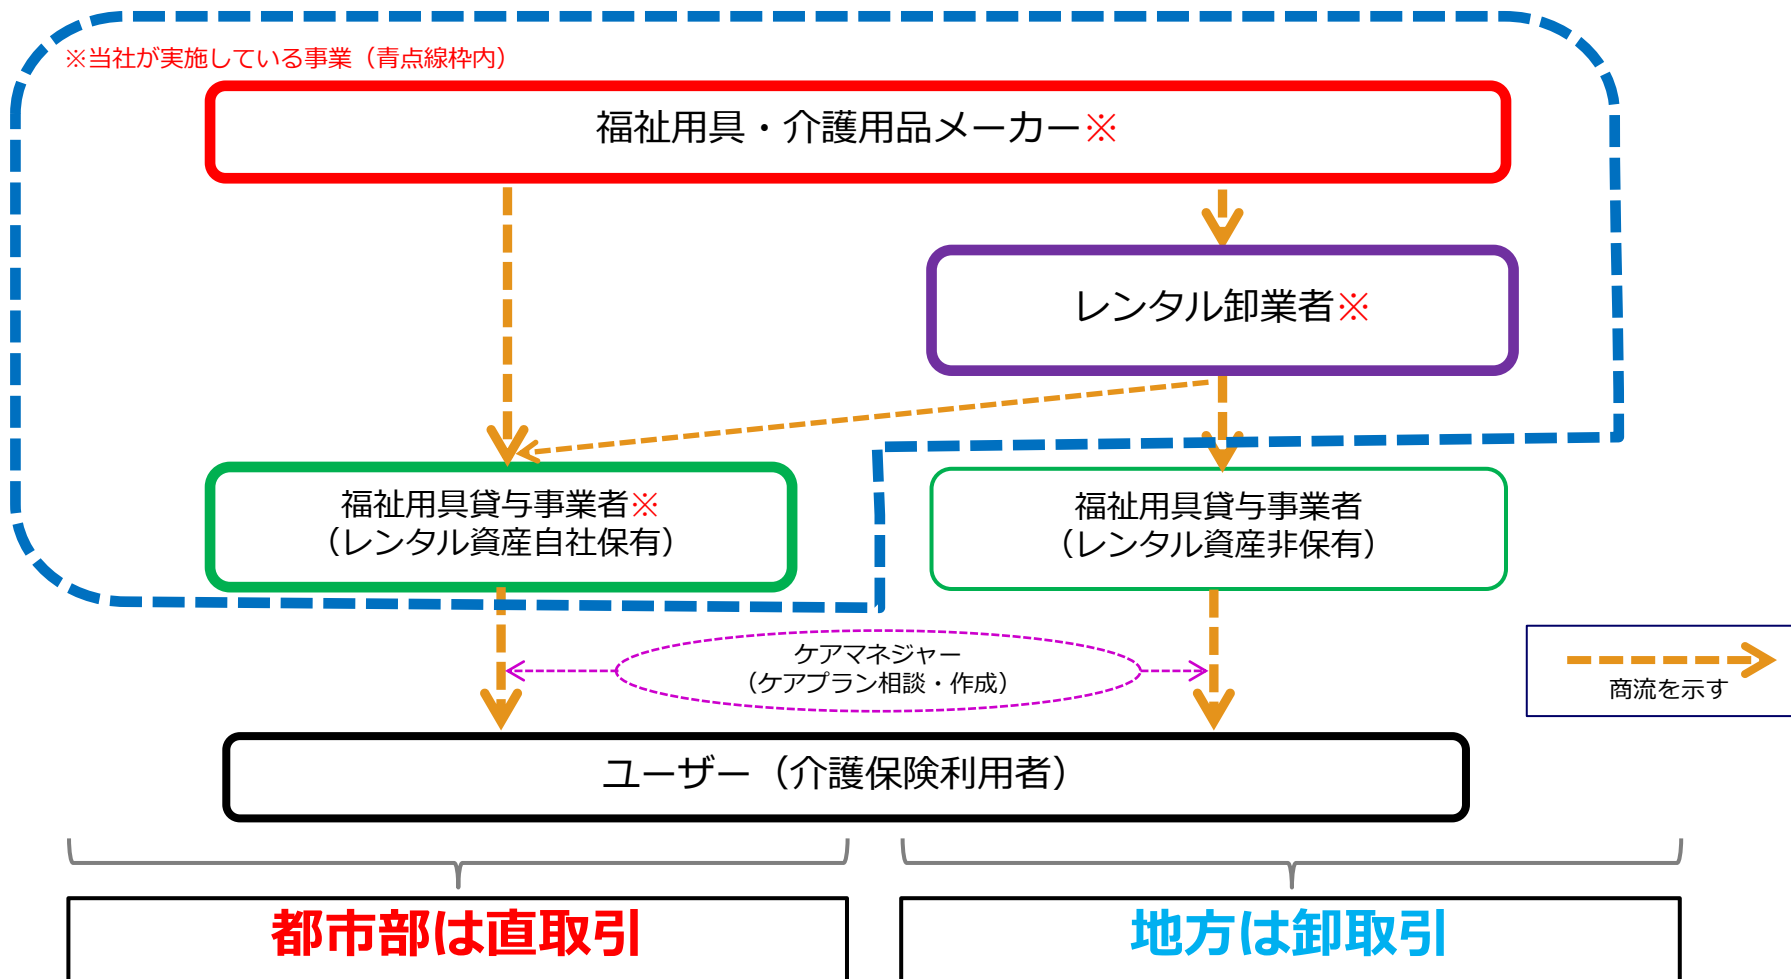 ※当社が実施している事業（青点線枠内）
福祉用具・介護用品メーカー※
レンタル卸業者※
福祉用具貸与事業者※
（レンタル資産自社保有）
福祉用具貸与事業者
（レンタル資産非保有）
ケアマネジャー
（ケアプラン相談・作成）
商流を示す
ユーザー（介護保険利用者）
都市部は直取引
地方は卸取引